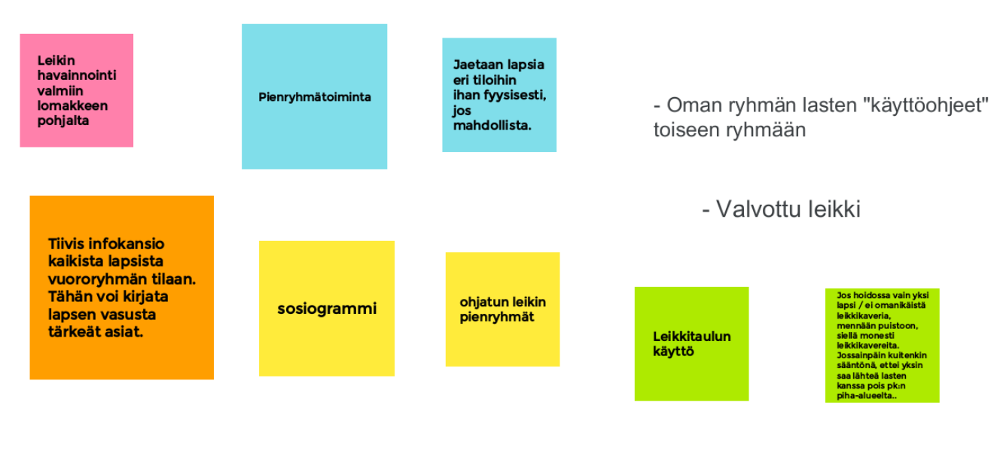 Leikin
havainnointi
valmiin
lomakkeen
pohjalta
Pienryhmätoiminta
Jaetaan lapsia
eri tiloihin
ihan fyysisesti,
jos
mahdollista.
- Oman ryhmän lasten "käyttöohjeet"
toiseen ryhmään
- Valvottu leikki
Tiivis infokansio
kaikista lapsista
vuororyhmän tilaan.
Tähän voi kirjata
lapsen vasusta
tärkeät asiat.
sosiogrammi
ohjatun leikin
pienryhmät
Leikkitaulun
käyttö
Jos hoidossa vain yksi
lapsi / ei omanikäistä
leikkikaveria,
mennään puistoon,
siellä monesti
leikkikavereita.
Jossainpäin kuitenkin
sääntönä, ettei yksin
saa lähteä lasten
kanssa pois pk:n
piha-alueelta..